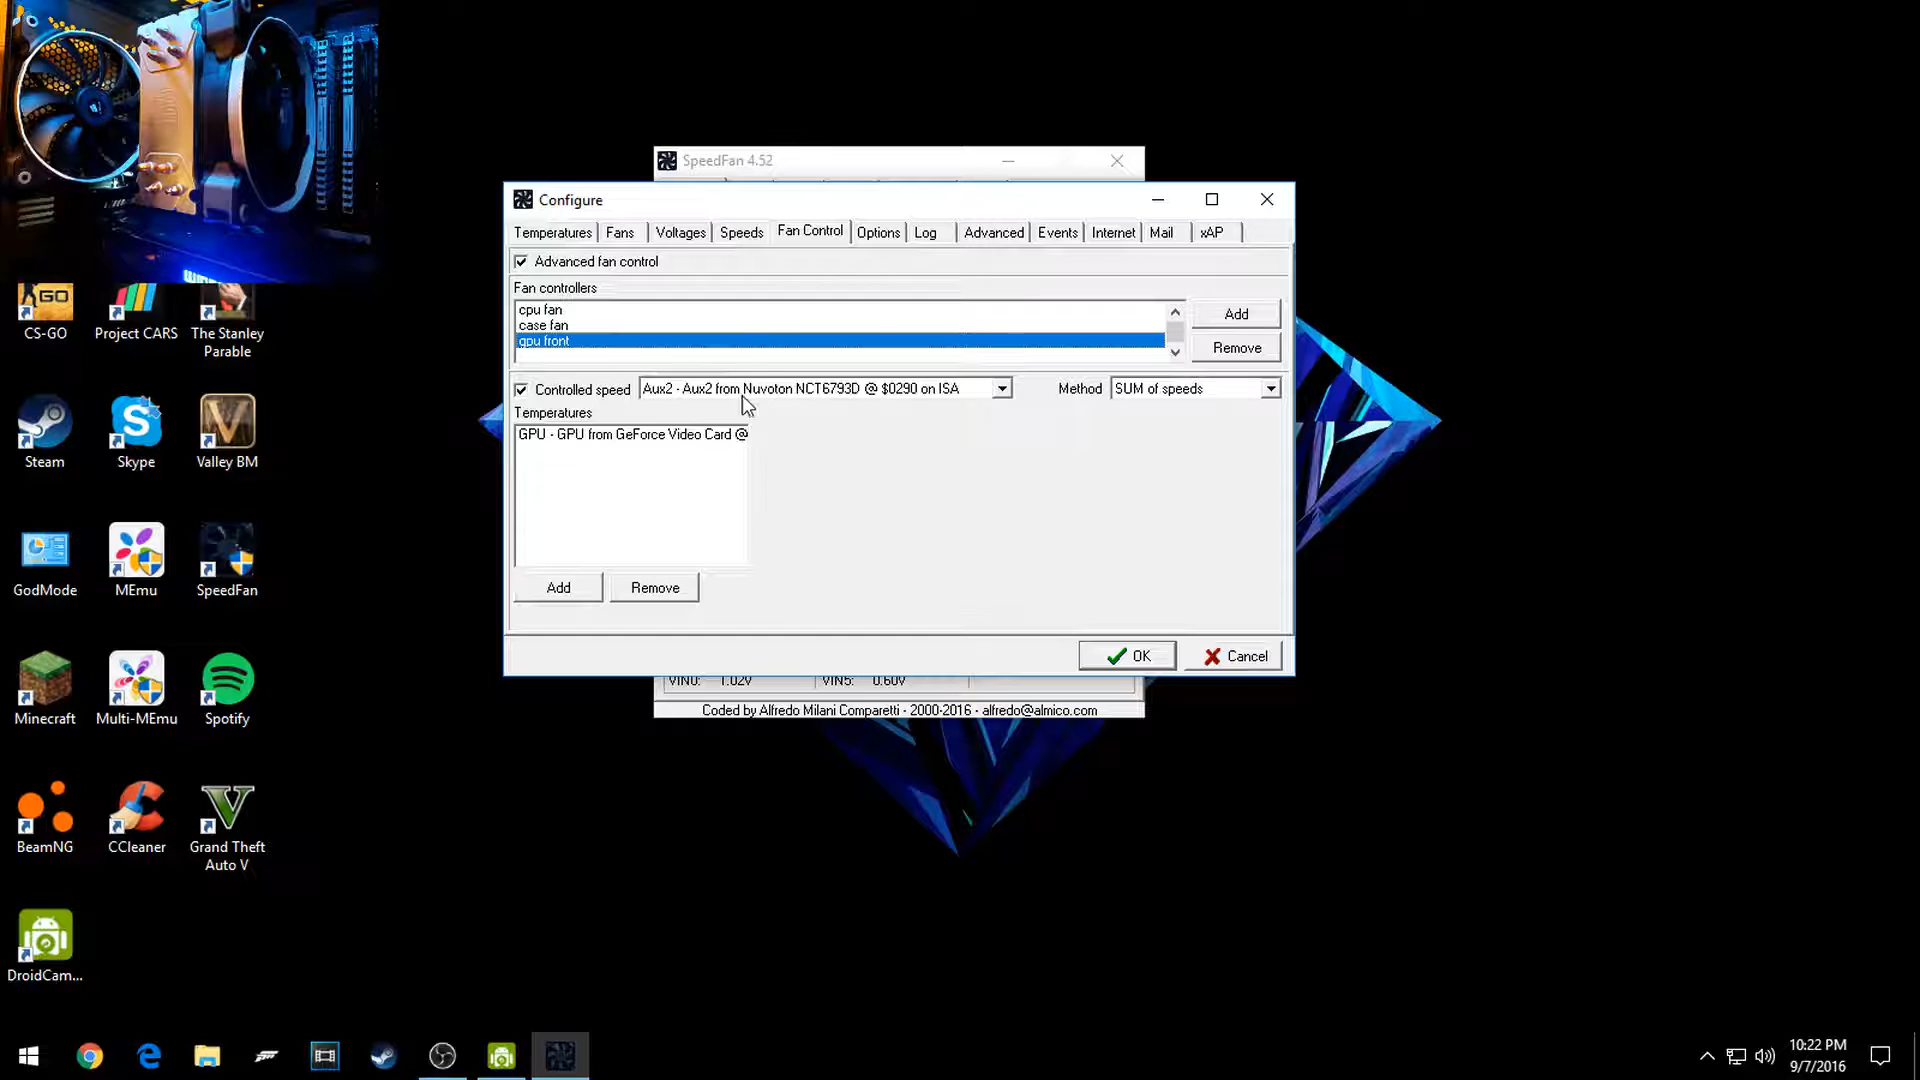 SpeedFan 4.52
Configure
Temperatures Fans Voltages Speeds Fan Control Options Log Advanced Events Internet Mail xAP
Advanced fan control
Fan controllers
cpu fan
case fan
gpu front
Add
Remove
Controlled speed Aux2 - Aux2 from Nuvoton NCT6793D @ $0290 on ISA Method SUM of speeds
Temperatures
GPU - GPU from GeForce Video Card @
Add Remove
OK Cancel
VIN0: 1.02V VIN5: 0.60V
Coded by Alfredo Milani Comparetti - 2000-2016 - alfredo@almico.com
GO
CS-GO Project CARS The Stanley
Parable
Steam Skype Valley BM
GodMode MEmu SpeedFan
Minecraft Multi-MEmu Spotify
BeamNG CCleaner Grand Theft
Auto V
DroidCam...
10:22 PM
9/7/2016